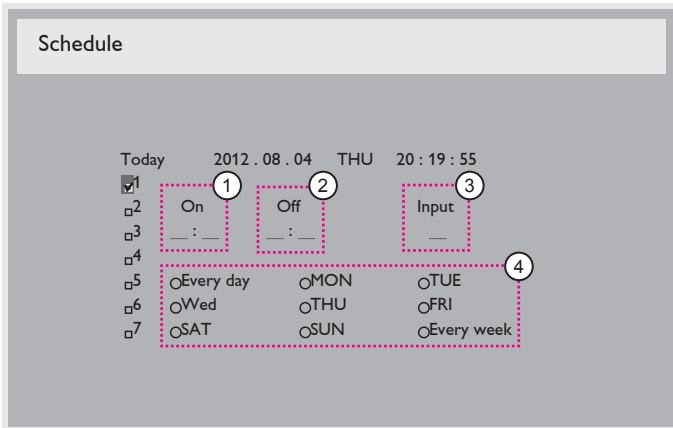 Schedule
Today 2012 . 08 . 04 THU 20 : 19 : 55
1 1 2 3
2 On Off Input
3 __ : __ __ : __ __
4 4
5 Every day MON TUE
6 Wed THU FRI
7 SAT SUN Every week